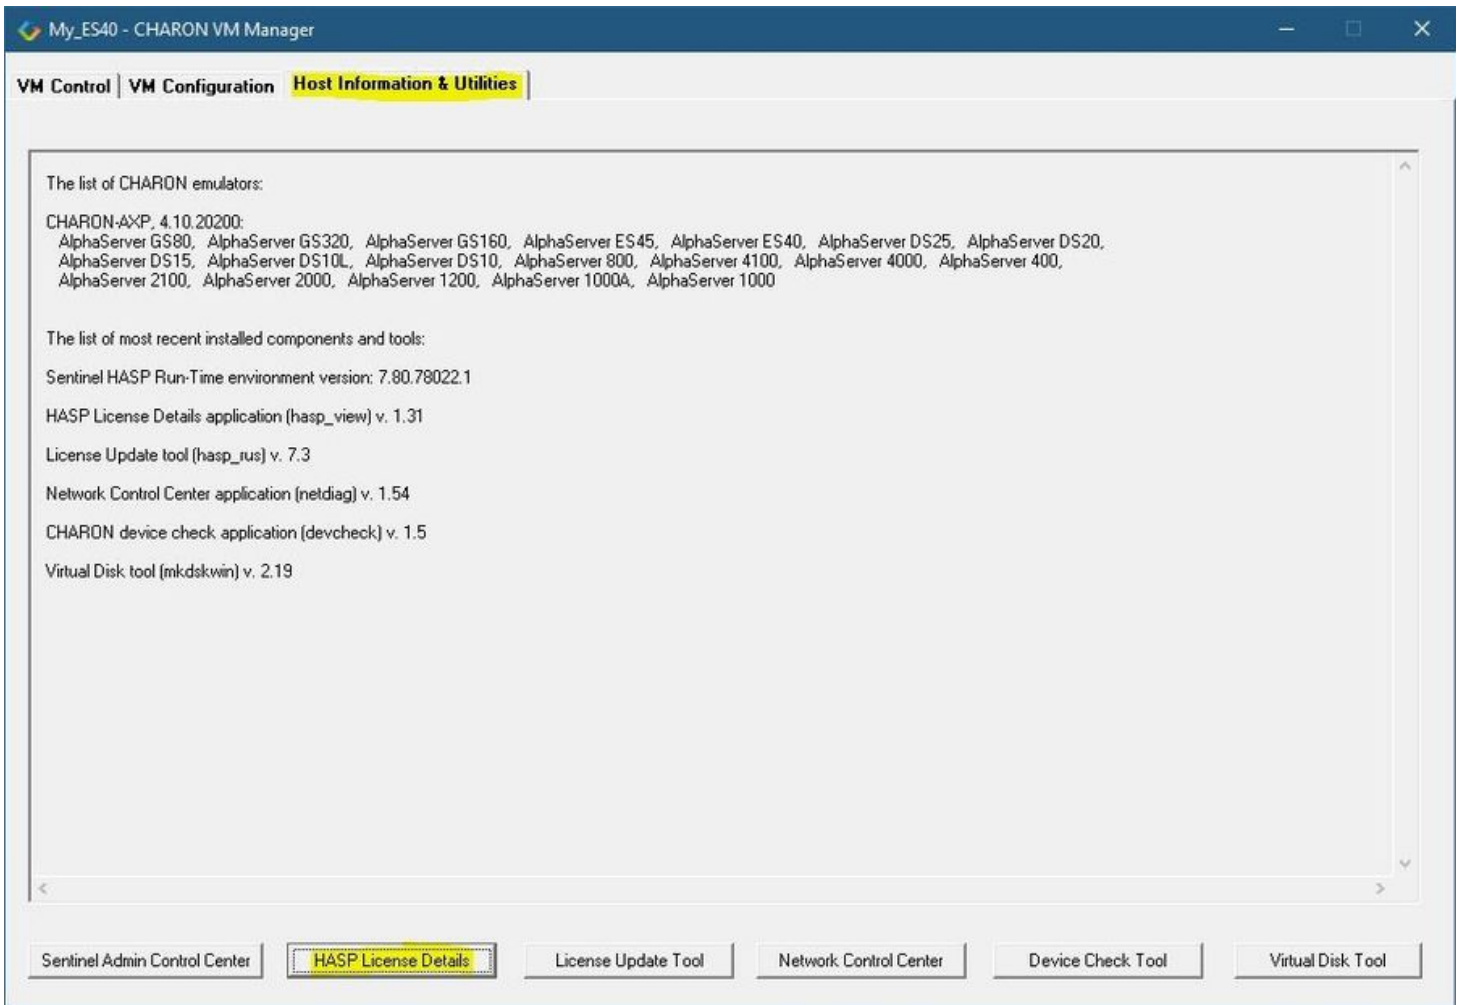 My_ES40 - CHARON VM Manager
VM Control VM Configuration Host Information & Utilities
The list of CHARON emulators:
CHARON-AXP, 4.10.20200:
AlphaServer GS80, AlphaServer GS320, AlphaServer GS160, AlphaServer ES45, AlphaServer ES40, AlphaServer DS25, AlphaServer DS20,
AlphaServer DS15, AlphaServer DS10L, AlphaServer DS10, AlphaServer 800, AlphaServer 4100, AlphaServer 4000, AlphaServer 400,
AlphaServer 2100, AlphaServer 2000, AlphaServer 1200, AlphaServer 1000A, AlphaServer 1000
The list of most recent installed components and tools:
Sentinel HASP Run-Time environment version: 7.80.78022.1
HASP License Details application (hasp_view) v. 1.31
License Update tool (hasp_rus) v. 7.3
Network Control Center application (netdiag) v. 1.54
CHARON device check application (devcheck) v. 1.5
Virtual Disk tool (mkdskwin) v. 2.19
Sentinel Admin Control Center HASP License Details License Update Tool Network Control Center Device Check Tool Virtual Disk Tool